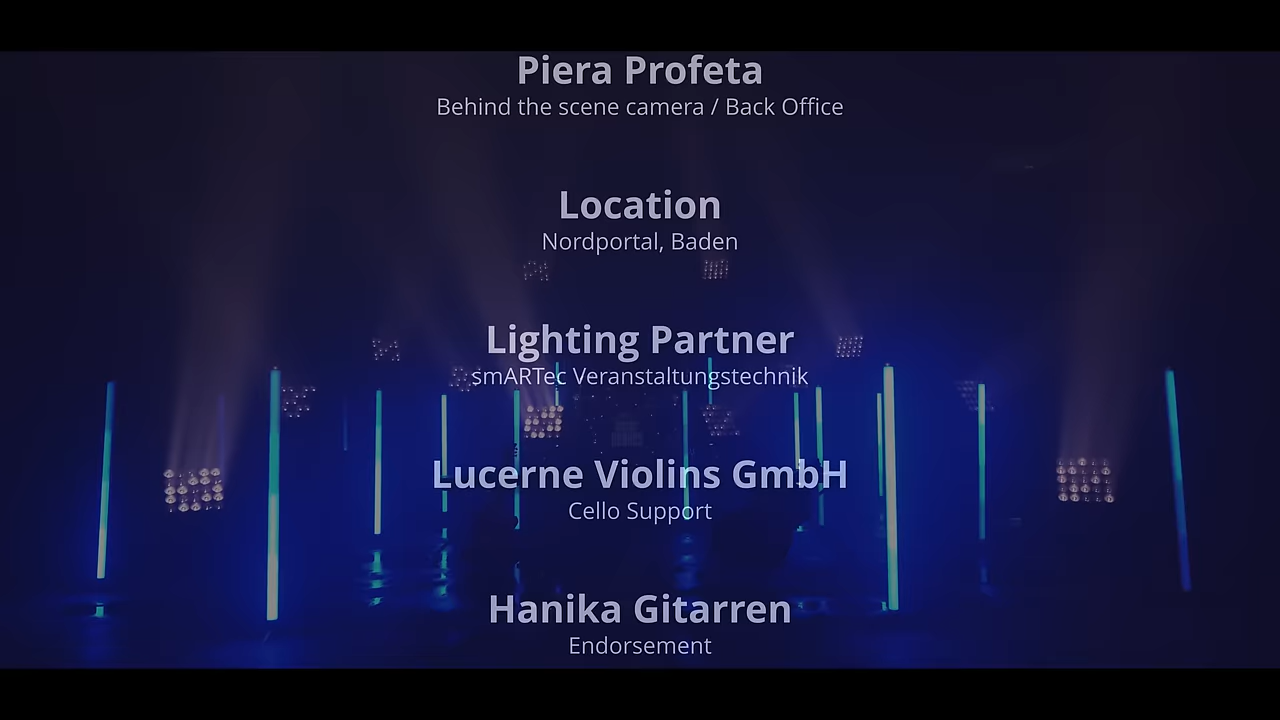 Piera Profeta
Behind the scene camera / Back Office
Location
Nordportal, Baden
Lighting Partner
smARTec Veranstaltungstechnik
Lucerne Violins GmbH
Cello Support
Hanika Gitarren
Endorsement